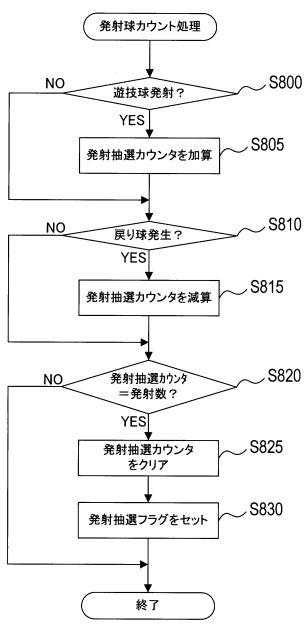 発射球カウント処理
S800
NO
遊技球発射？
YES
S805
発射抽選カウンタを加算
S810
NO
戻り球発生？
YES
S815
発射抽選カウンタを減算
S820
NO
発射抽選カウンタ
＝発射数？
YES
S825
発射抽選カウンタ
をクリア
S830
発射抽選フラグをセット
終了